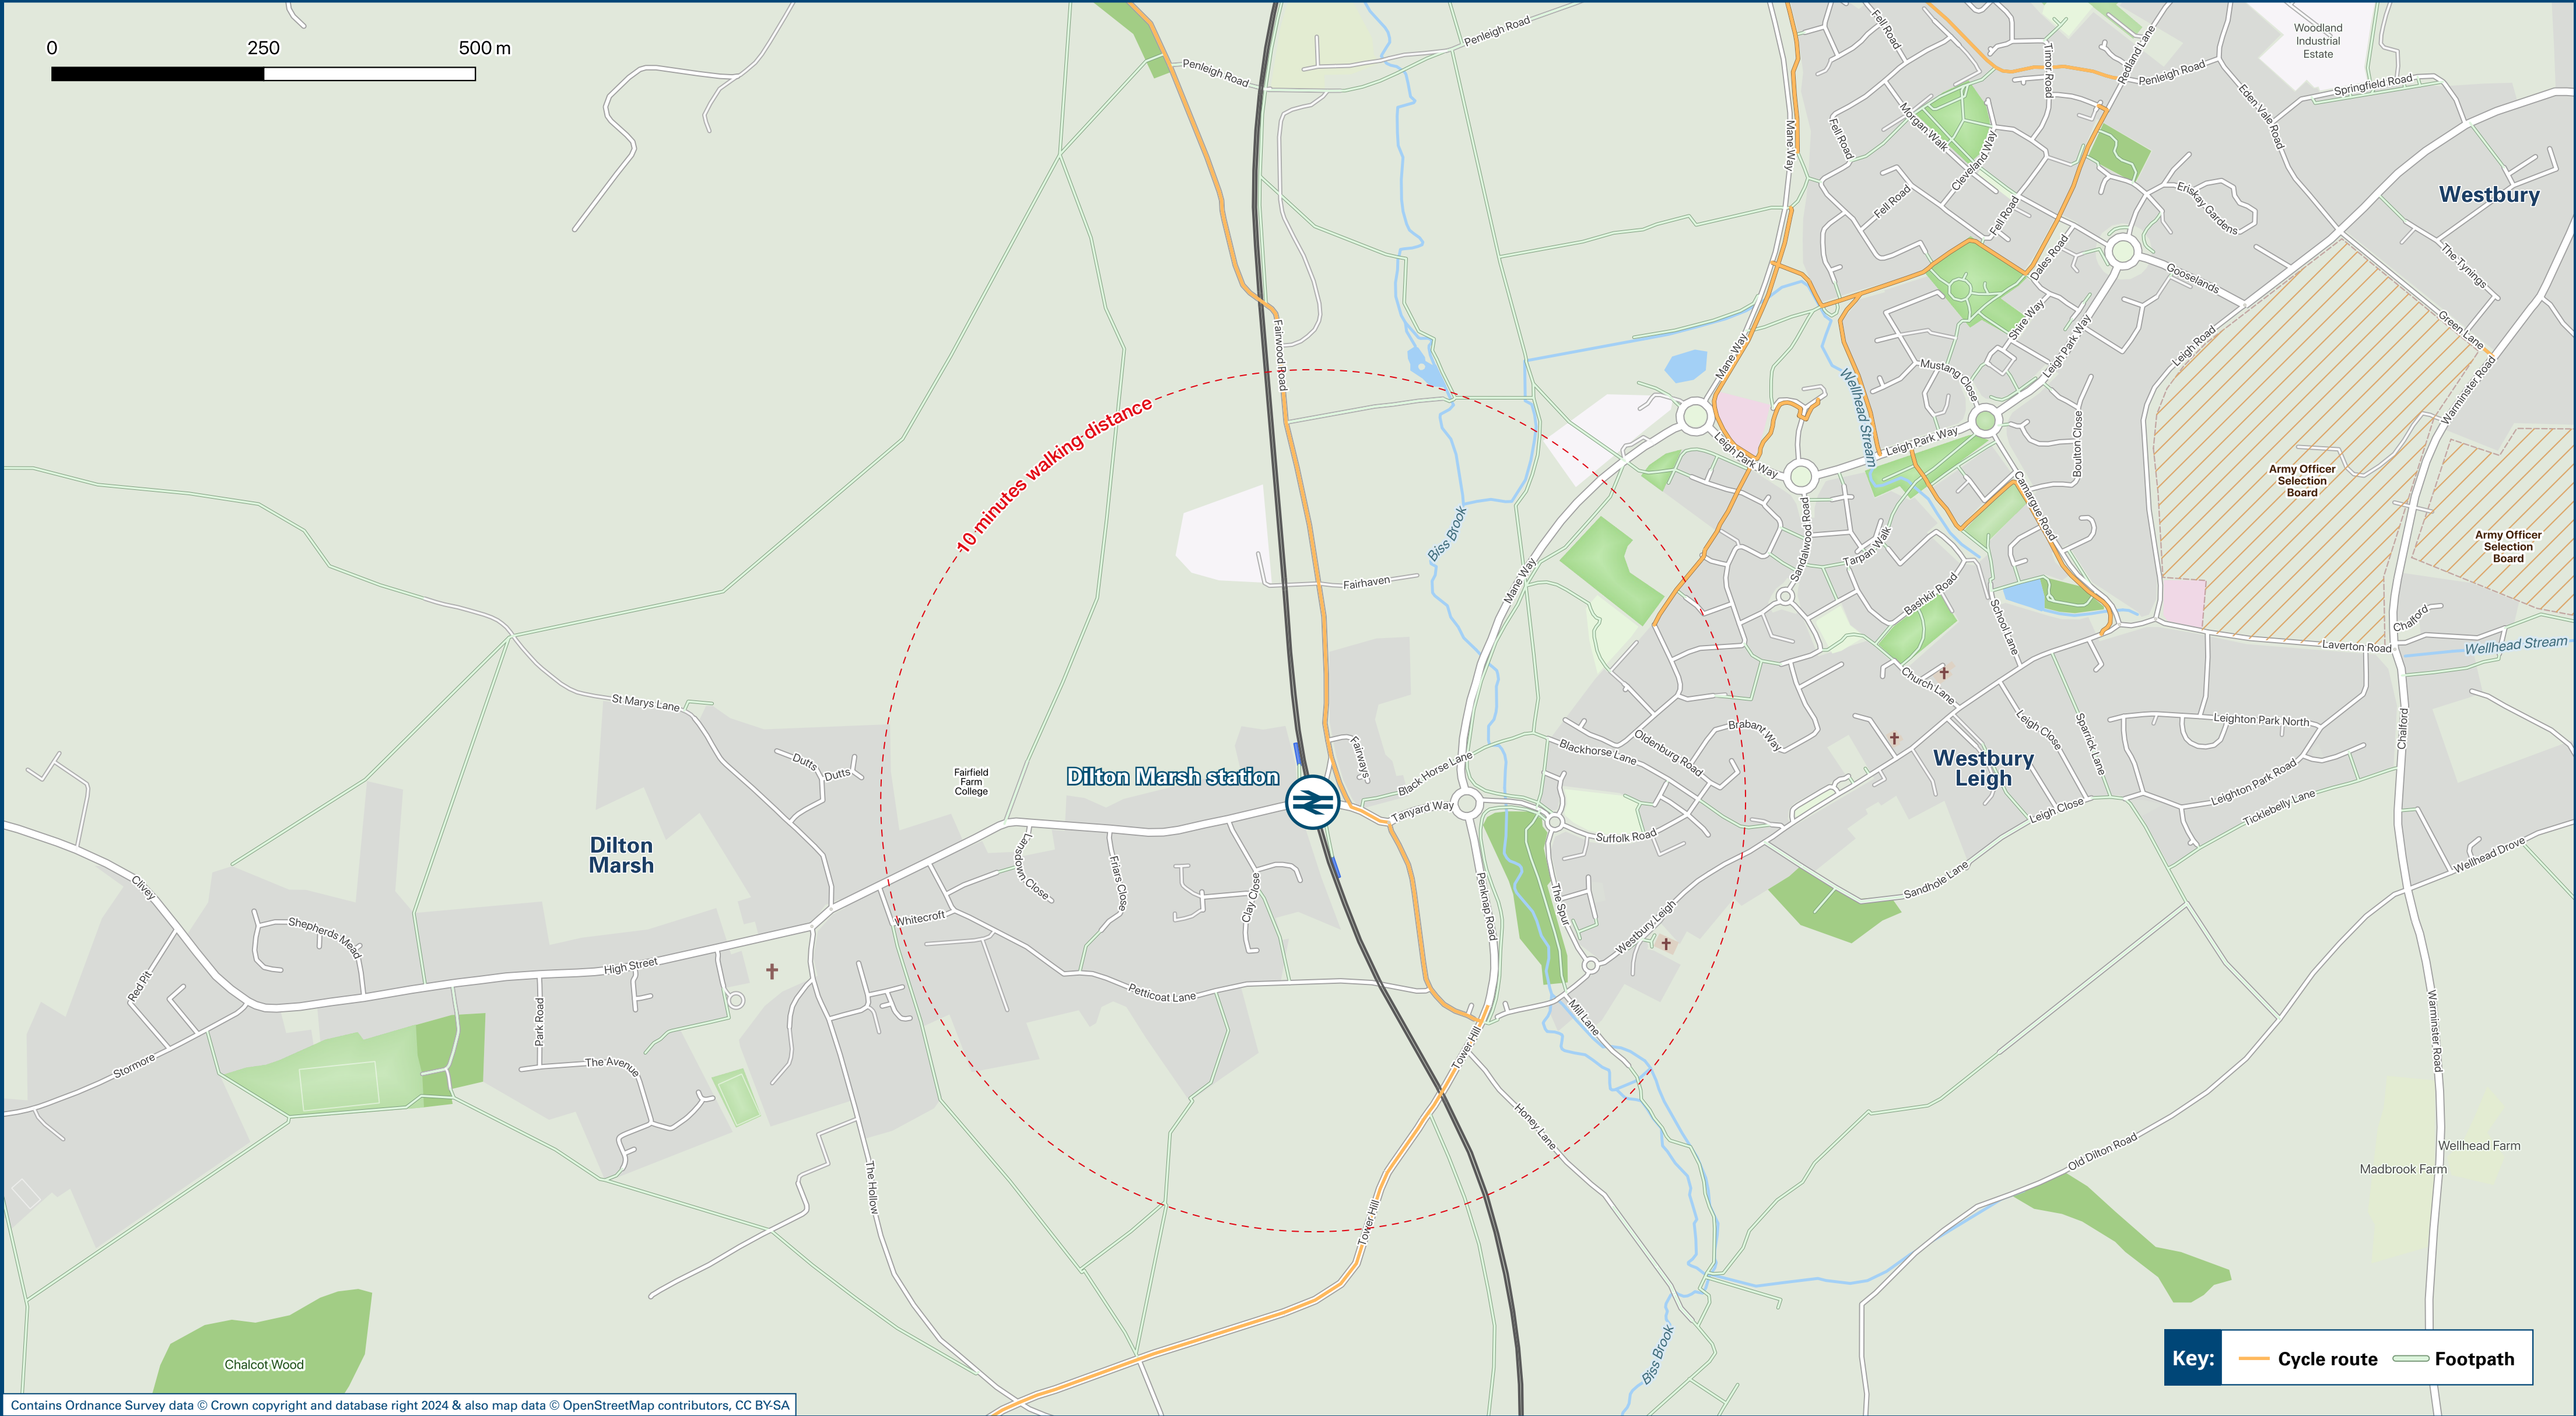 0 250 500 m
Penleigh Road
Penleigh Road
Fell Road
Timor Road
Redland Lane
Penleigh Road
Woodland
Industrial
Estate
Springfield Road
Eden Vale Road
Mane Way
Fell Road
Morgan Walk
Cleveland Way
Fell Road
Fell Road
Dales Road
Eriskay Gardens
Westbury
The Tynings
Gooselands
Green Lane
Leigh Road
Warminster Road
Shire Way
Leigh Park Way
Mustang Close
Mane Way
Wellhead Stream
Fairwood Road
10 minutes walking distance
Leigh Park Way
Leigh Park Way
Boulton Close
Camargue Road
Army Officer
Selection
Board
Army Officer
Selection
Board
Biss Brook
Mane Way
Sandalwood Road
Tarpan Walk
Bashkir Road
School Lane
Fairhaven
Chalford
Laverton Road
Wellhead Stream
Church Lane
St Marys Lane
Dutts
Dutts
Fairfield
Farm
College
Dilton Marsh station
Fairways
Black Horse Lane
Tanyard Way
Blackhorse Lane
Oldenburg Road
Brabant Way
Westbury
Leigh
Leigh Close
Sparrick Lane
Leighton Park North
Leighton Park Road
Ticklebelly Lane
Chalford
Leigh Close
Suffolk Road
Sandhole Lane
Wellhead Drove
Dilton
Marsh
Lansdown Close
Friars Close
Clay Close
Whitecroft
Penknap Road
The Spur
Westbury Leigh
Clivey
Shepherds Mead
Red Pit
High Street
Petticoat Lane
Park Road
The Avenue
Stormore
Tower Hill
Mill Lane
Honey Lane
Warminster Road
Old Dilton Road
Wellhead Farm
Madbrook Farm
The Hollow
Tower Hill
Biss Brook
Chalcot Wood
Key: Cycle route Footpath
Contains Ordnance Survey data © Crown copyright and database right 2024 & also map data © OpenStreetMap contributors, CC BY-SA